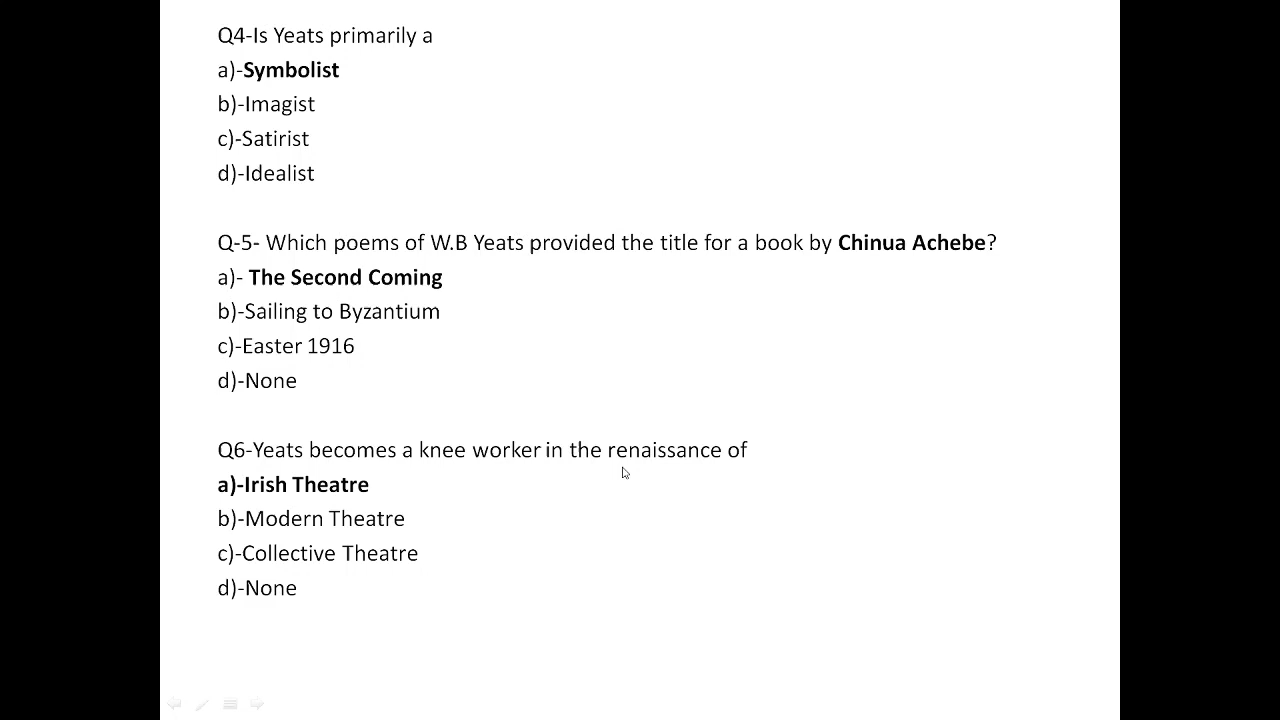 Q4-Is Yeats primarily a
a)-Symbolist
b)-Imagist
c)-Satirist
d)-Idealist
Q-5- Which poems of W.B Yeats provided the title for a book by Chinua Achebe?
a)- The Second Coming
b)-Sailing to Byzantium
c)-Easter 1916
d)-None
Q6-Yeats becomes a knee worker in the renaissance of
a)-Irish Theatre
b)-Modern Theatre
c)-Collective Theatre
d)-None